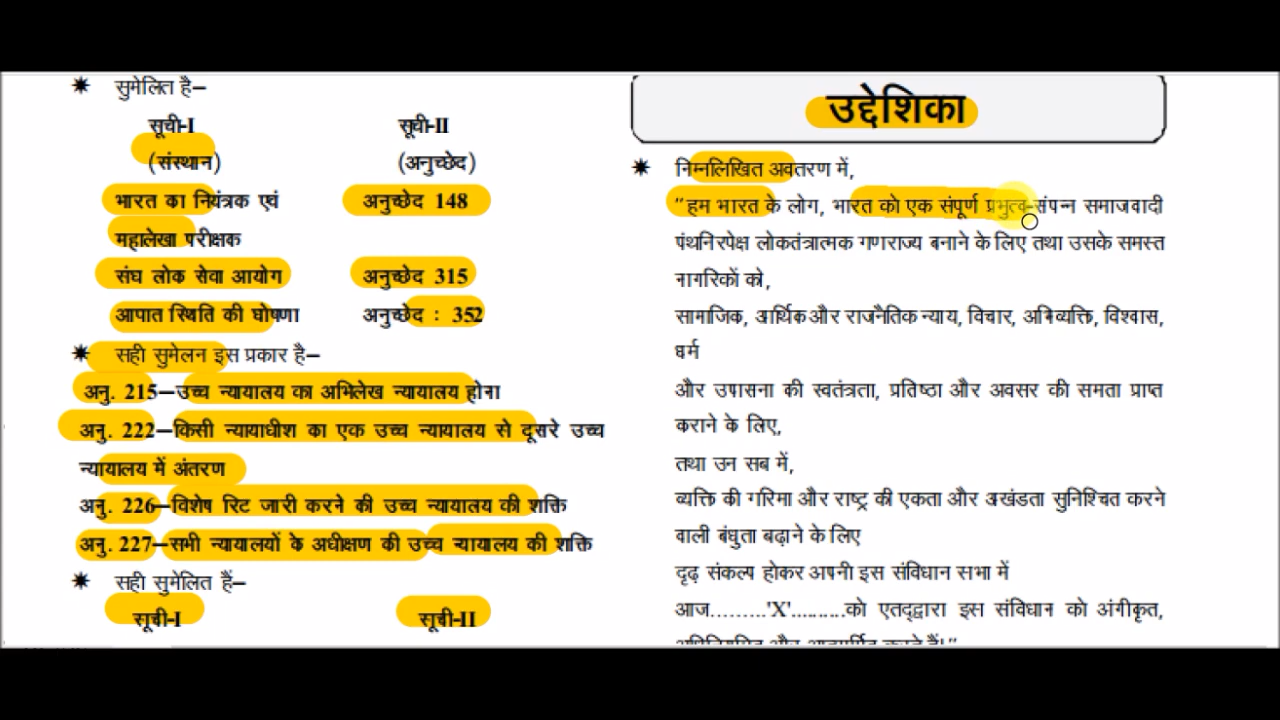 ✷ सुमेलित है–
सूची-I सूची-II
(संस्थान) (अनुच्छेद)
भारत का नियंत्रक एवं अनुच्छेद 148
महालेखा परीक्षक
संघ लोक सेवा आयोग अनुच्छेद 315
आपात स्थिति की घोषणा अनुच्छेद : 352
✷ सही सुमेलन इस प्रकार है–
अनु. 215–उच्च न्यायालय का अभिलेख न्यायालय होना
अनु. 222–किसी न्यायाधीश का एक उच्च न्यायालय से दूसरे उच्च
न्यायालय में अंतरण
अनु. 226–विशेष रिट जारी करने की उच्च न्यायालय की शक्ति
अनु. 227–सभी न्यायालयों के अधीक्षण की उच्च न्यायालय की शक्ति
✷ सही सुमेलित हैं–
सूची-I सूची-II
उद्देशिका
✷ निम्नलिखित अवतरण में,
"हम भारत के लोग, भारत को एक संपूर्ण प्रभुत्व-संपन्न समाजवादी
पंथनिरपेक्ष लोकतंत्रात्मक गणराज्य बनाने के लिए तथा उसके समस्त
नागरिकों को,
सामाजिक, आर्थिक और राजनैतिक न्याय, विचार, अभिव्यक्ति, विश्वास,
धर्म
और उपासना की स्वतंत्रता, प्रतिष्ठा और अवसर की समता प्राप्त
कराने के लिए,
तथा उन सब में,
व्यक्ति की गरिमा और राष्ट्र की एकता और अखंडता सुनिश्चित करने
वाली बंधुता बढ़ाने के लिए
दृढ़ संकल्प होकर अपनी इस संविधान सभा में
आज.........'X'..........को एतद्द्वारा इस संविधान को अंगीकृत,